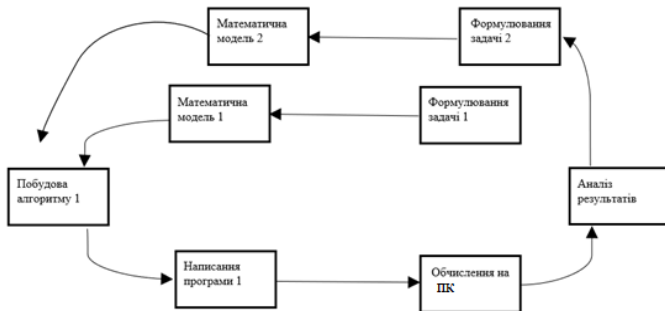 Математична
модель 2
Формулювання
задачі 2
Математична
модель 1
Формулювання
задачі 1
Побудова
алгоритму 1
Аналіз
результатів
Написання
програми 1
Обчислення на
ПК